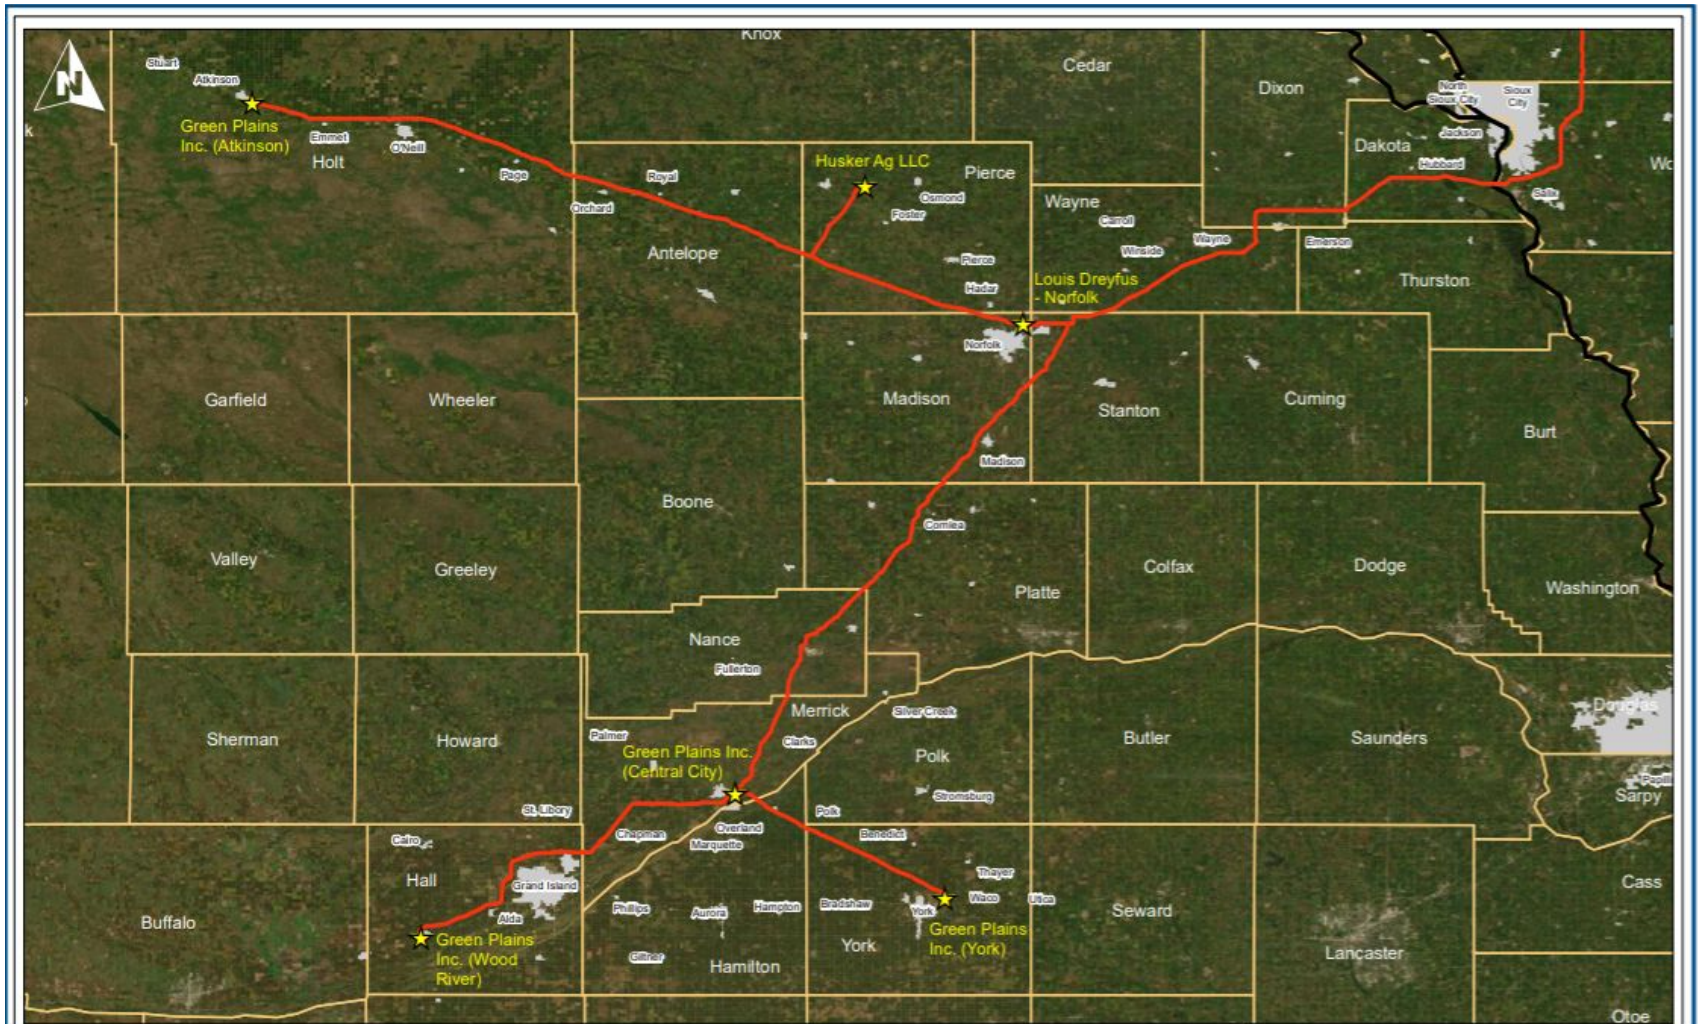 Knox
Cedar
Dixon
Stuart
Atkinson
North
Sioux City
Sioux
City
N
Green Plains
Inc. (Atkinson)
Emmet
O'Neill
Holt
Jackson
Dakota
Hubbard
Wo
k
Page
Royal
Husker Ag LLC
Pierce
Osmond
Foster
Orchard
Wayne
Carroll
Salix
Winside
Wayne
Emerson
Antelope
Pierce
Hadar
Louis Dreyfus
- Norfolk
Thurston
Norfolk
Garfield
Wheeler
Madison
Stanton
Cuming
Burt
Madison
Boone
Cornlea
Valley
Greeley
Colfax
Dodge
Platte
Washington
Nance
Fullerton
Merrick
Silver Creek
Douglas
Sherman
Howard
Palmer
Clarks
Green Plains Inc.
(Central City)
Polk
Butler
Saunders
Papill
Sarpy
St. Libory
Stromsburg
Polk
Chapman
Overland
Marquette
Benedict
Cairo
Hall
Grand Island
Thayer
Cass
Alda
Phillips
Aurora
Hampton
Bradshaw
York
Waco
Utica
Seward
Buffalo
Green Plains
Inc. (Wood
River)
Giltner
Hamilton
York
Green Plains
Inc. (York)
Lancaster
Otoe